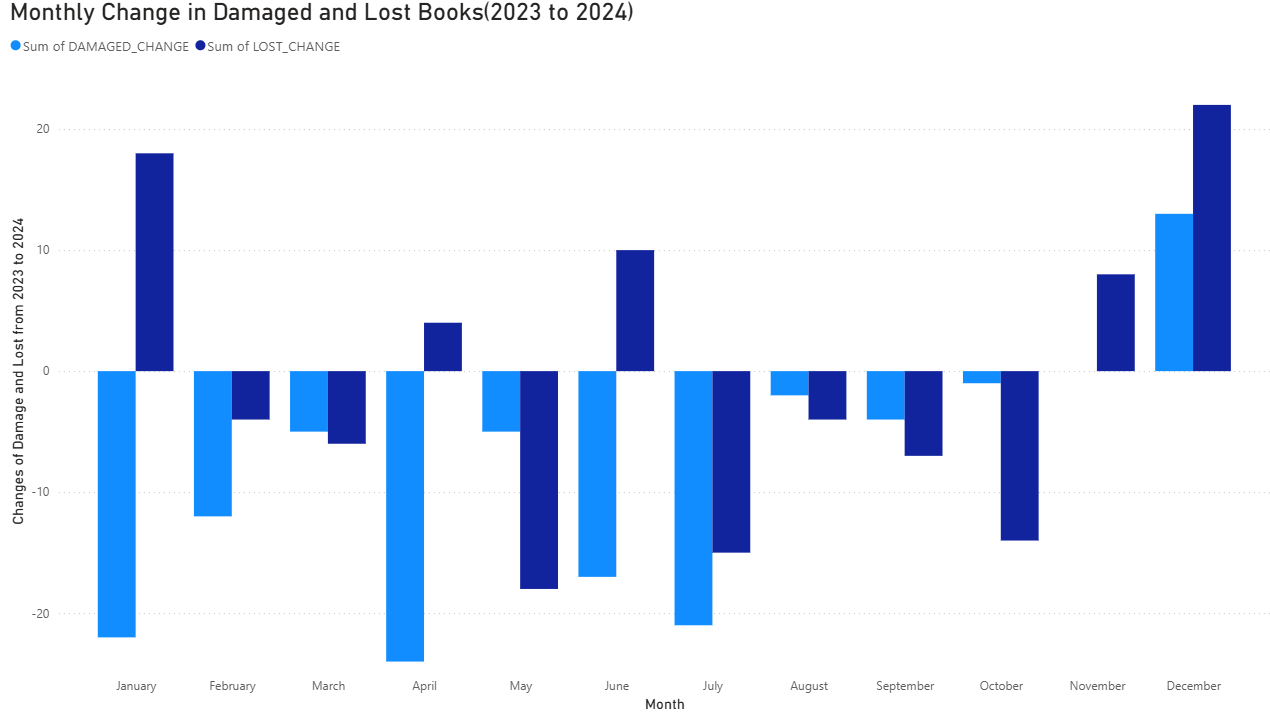 Monthly Change in Damaged and Lost Books(2023 to 2024)
Sum of DAMAGED_CHANGE Sum of LOST_CHANGE
Changes of Damage and Lost from 2023 to 2024
20
10
0
-10
-20
January February March April May June July August September October November December
Month